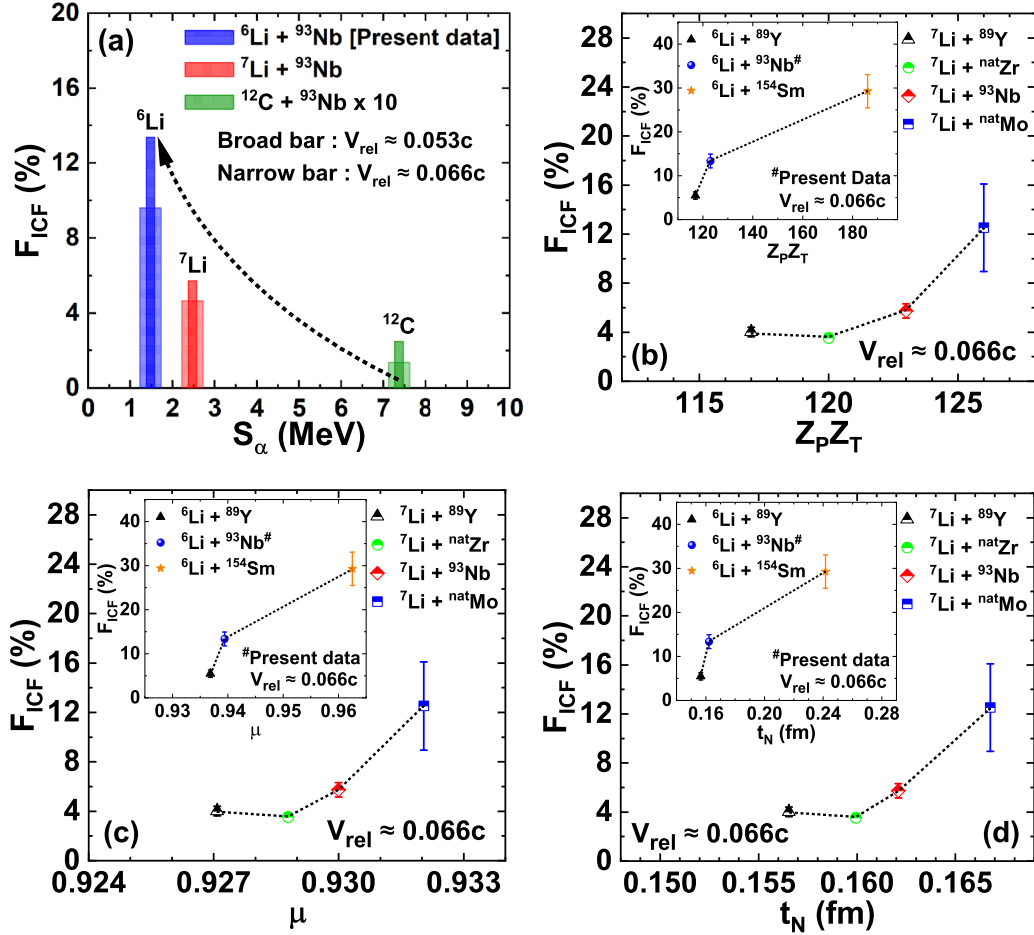 (a)
⁶Li + ⁹³Nb [Present data]
⁷Li + ⁹³Nb
¹²C + ⁹³Nb x 10
Broad bar : V_rel ≈ 0.053c
Narrow bar : V_rel ≈ 0.066c
⁶Li
⁷Li
¹²C
F_ICF (%)
20
16
12
8
4
0
0 1 2 3 4 5 6 7 8 9 10
S_α (MeV)
(b)
⁷Li + ⁸⁹Y
⁷Li + ⁿᵃᵗZr
⁷Li + ⁹³Nb
⁷Li + ⁿᵃᵗMo
V_rel ≈ 0.066c
F_ICF (%)
28
24
20
16
12
8
4
0
115 120 125
Z_PZ_T
⁶Li + ⁸⁹Y
⁶Li + ⁹³Nb#
⁶Li + ¹⁵⁴Sm
#Present Data
V_rel ≈ 0.066c
F_ICF (%)
40
30
20
10
0
120 140 160 180
Z_PZ_T
(c)
⁷Li + ⁸⁹Y
⁷Li + ⁿᵃᵗZr
⁷Li + ⁹³Nb
⁷Li + ⁿᵃᵗMo
V_rel ≈ 0.066c
F_ICF (%)
28
24
20
16
12
8
4
0
0.924 0.927 0.930 0.933
μ
⁶Li + ⁸⁹Y
⁶Li + ⁹³Nb#
⁶Li + ¹⁵⁴Sm
#Present data
V_rel ≈ 0.066c
F_ICF (%)
40
30
20
10
0
0.93 0.94 0.95 0.96
μ
(d)
⁷Li + ⁸⁹Y
⁷Li + ⁿᵃᵗZr
⁷Li + ⁹³Nb
⁷Li + ⁿᵃᵗMo
V_rel ≈ 0.066c
F_ICF (%)
28
24
20
16
12
8
4
0
0.150 0.155 0.160 0.165
t_N (fm)
⁶Li + ⁸⁹Y
⁶Li + ⁹³Nb#
⁶Li + ¹⁵⁴Sm
#Present data
V_rel ≈ 0.066c
F_ICF (%)
40
30
20
10
0
0.16 0.20 0.24 0.28
t_N (fm)